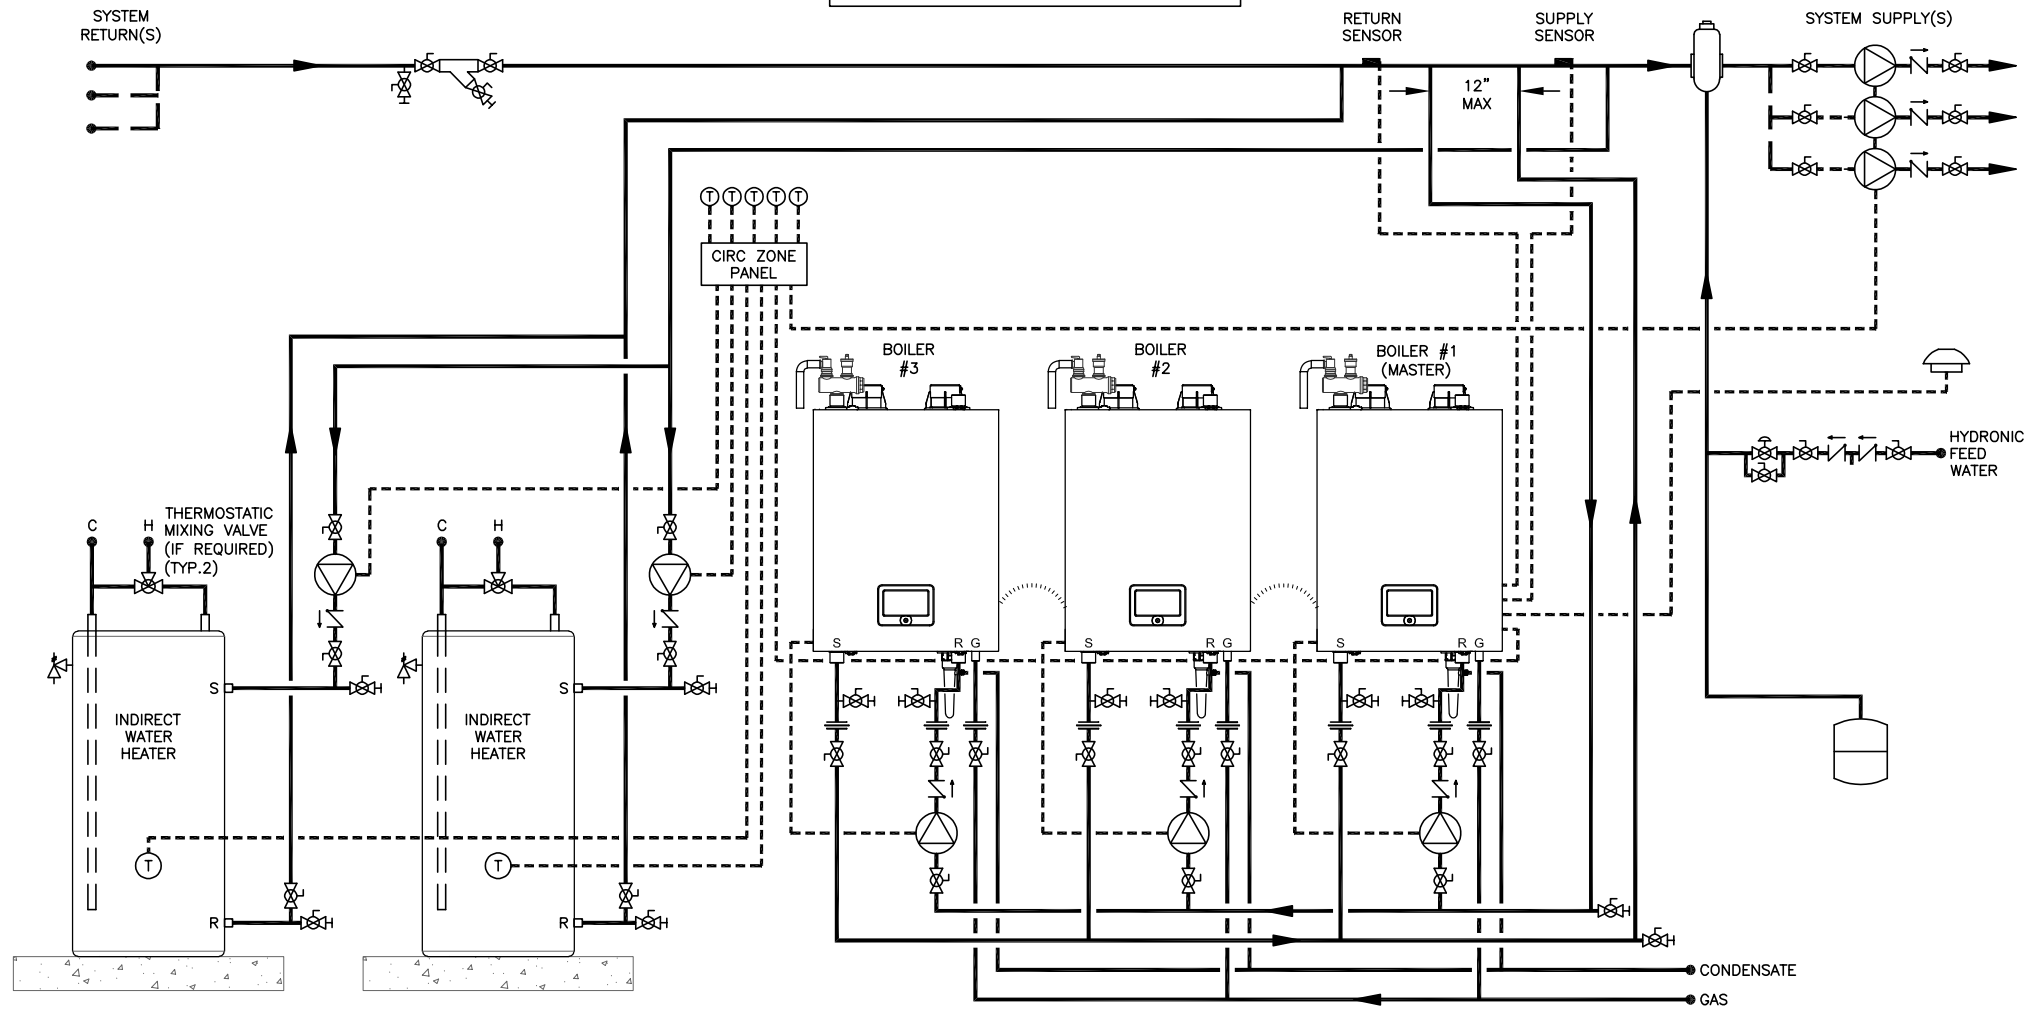 SYSTEM
RETURN(S)
RETURN
SENSOR
SUPPLY
SENSOR
SYSTEM SUPPLY(S)
12"
MAX
T T T T T
CIRC ZONE
PANEL
BOILER
#3
BOILER
#2
BOILER #1
(MASTER)
HYDRONIC
FEED
WATER
C H
THERMOSTATIC
MIXING VALVE
(IF REQUIRED)
(TYP.2)
C H
S R G
S R G
S R G
S
S
INDIRECT
WATER
HEATER
INDIRECT
WATER
HEATER
T
T
R
R
CONDENSATE
GAS